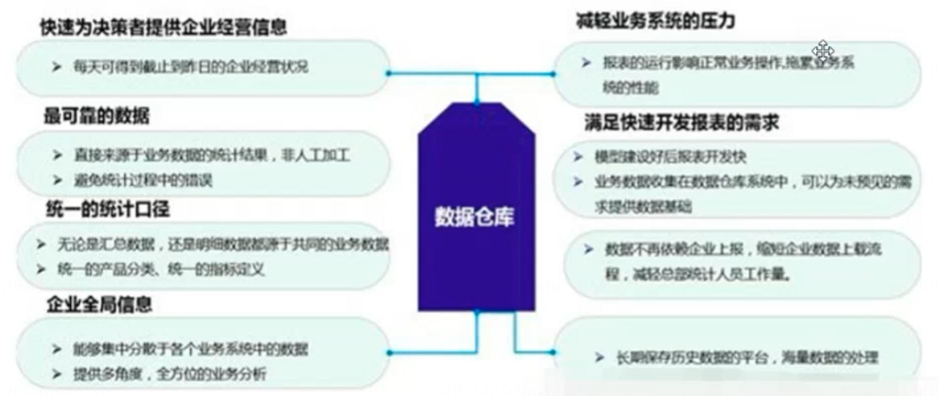 快速为决策者提供企业经营信息
每天可得到截止到昨日的企业经营状况
最可靠的数据
直接来源于业务数据的统计结果，非人工加工
避免统计过程中的错误
统一的统计口径
无论是汇总数据，还是明细数据都源于共同的业务数据
统一的产品分类、统一的指标定义
企业全局信息
能够集中分散于各个业务系统中的数据
提供多角度，全方位的业务分析
数据仓库
减轻业务系统的压力
报表的运行影响正常业务操作,拖累业务系
统的性能
满足快速开发报表的需求
模型建设好后报表开发快
业务数据收集在数据仓库系统中，可以为未预见的需
求提供数据基础
数据不再依赖企业上报，缩短企业数据上载流
程，减轻总部统计人员工作量。
长期保存历史数据的平台，海量数据的处理